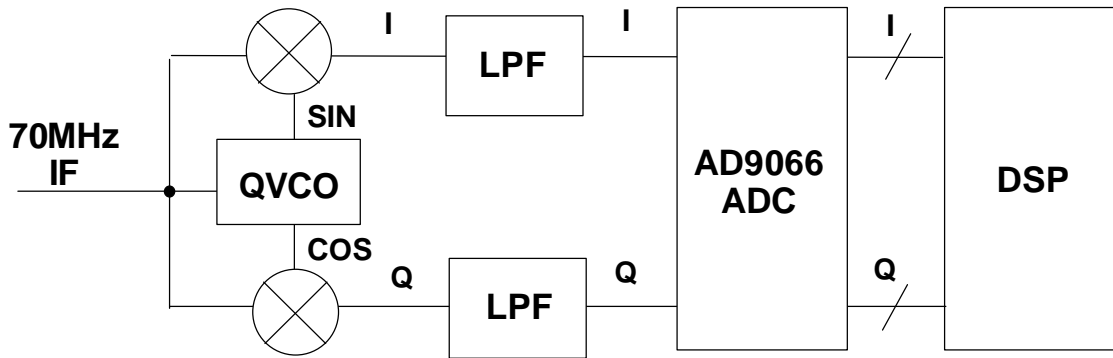 I
I
I
LPF
SIN
70MHz
IF
QVCO
AD9066
ADC
DSP
COS
Q
Q
Q
LPF